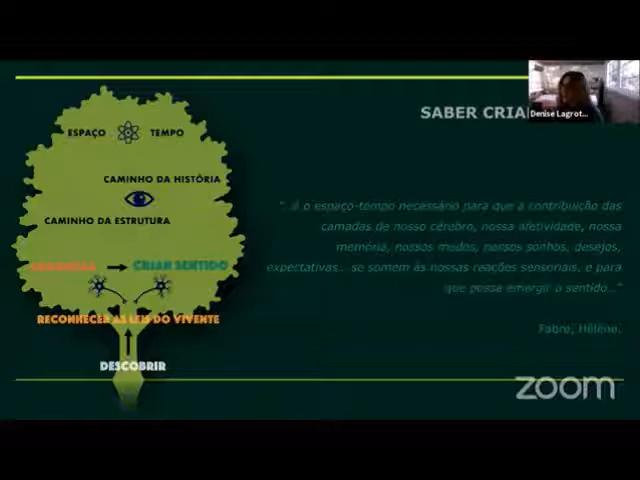 SABER CRIA
Denise Lagrot...
ESPAÇO TEMPO
CAMINHO DA HISTÓRIA
CAMINHO DA ESTRUTURA
CRIAR SENTIDO
RECONHECER AS LEIS DO VIVENTE
DESCOBRIR
"...é o espaço-tempo necessário para que a contribuição das
camadas de nosso cérebro, nossa afetividade, nossa
memória, nossos medos, nossos sonhos, desejos,
expectativas... se somem às nossas reações sensoriais, e para
que possa emergir o sentido..."
Fabre, Hélène.
zoom